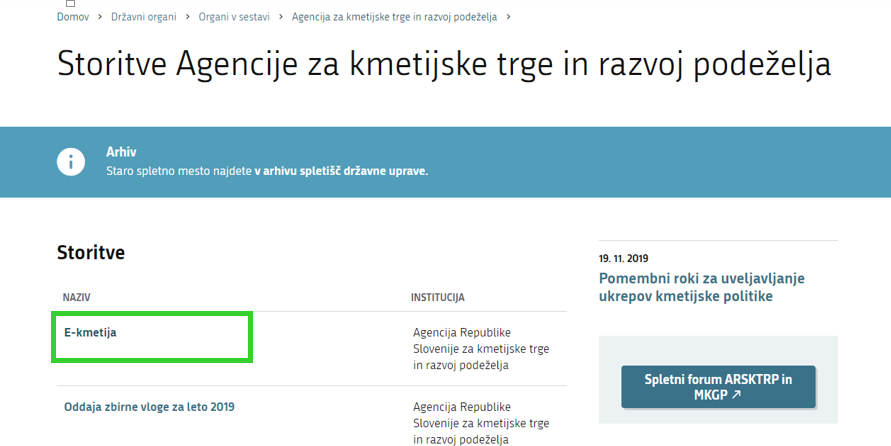 Domov > Državni organi > Organi v sestavi > Agencija za kmetijske trge in razvoj podeželja >
Storitve Agencije za kmetijske trge in razvoj podeželja
Arhiv
Staro spletno mesto najdete v arhivu spletišč državne uprave.
Storitve
NAZIV
INSTITUCIJA
E-kmetija
Agencija Republike
Slovenije za kmetijske trge
in razvoj podeželja
Oddaja zbirne vloge za leto 2019
Agencija Republike
Slovenije za kmetijske trge
in razvoj podeželja
19. 11. 2019
Pomembni roki za uveljavljanje
ukrepov kmetijske politike
Spletni forum ARSKTRP in
MKGP ↗